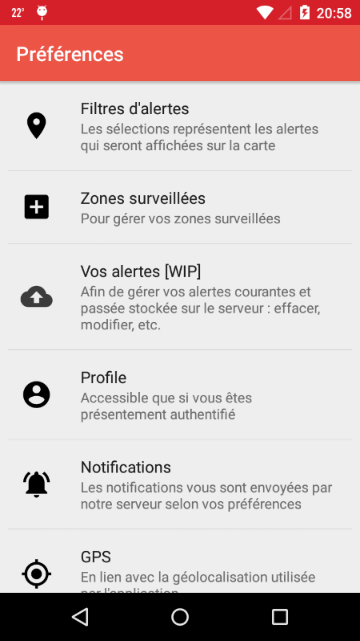 22'
20:58
Préférences
Filtres d'alertes
Les sélections représentent les alertes
qui seront affichées sur la carte
Zones surveillées
Pour gérer vos zones surveillées
Vos alertes [WIP]
Afin de gérer vos alertes courantes et
passée stockée sur le serveur : effacer,
modifier, etc.
Profile
Accessible que si vous êtes
présentement authentifié
Notifications
Les notifications vous sont envoyées par
notre serveur selon vos préférences
GPS
En lien avec la géolocalisation utilisée
par l'application